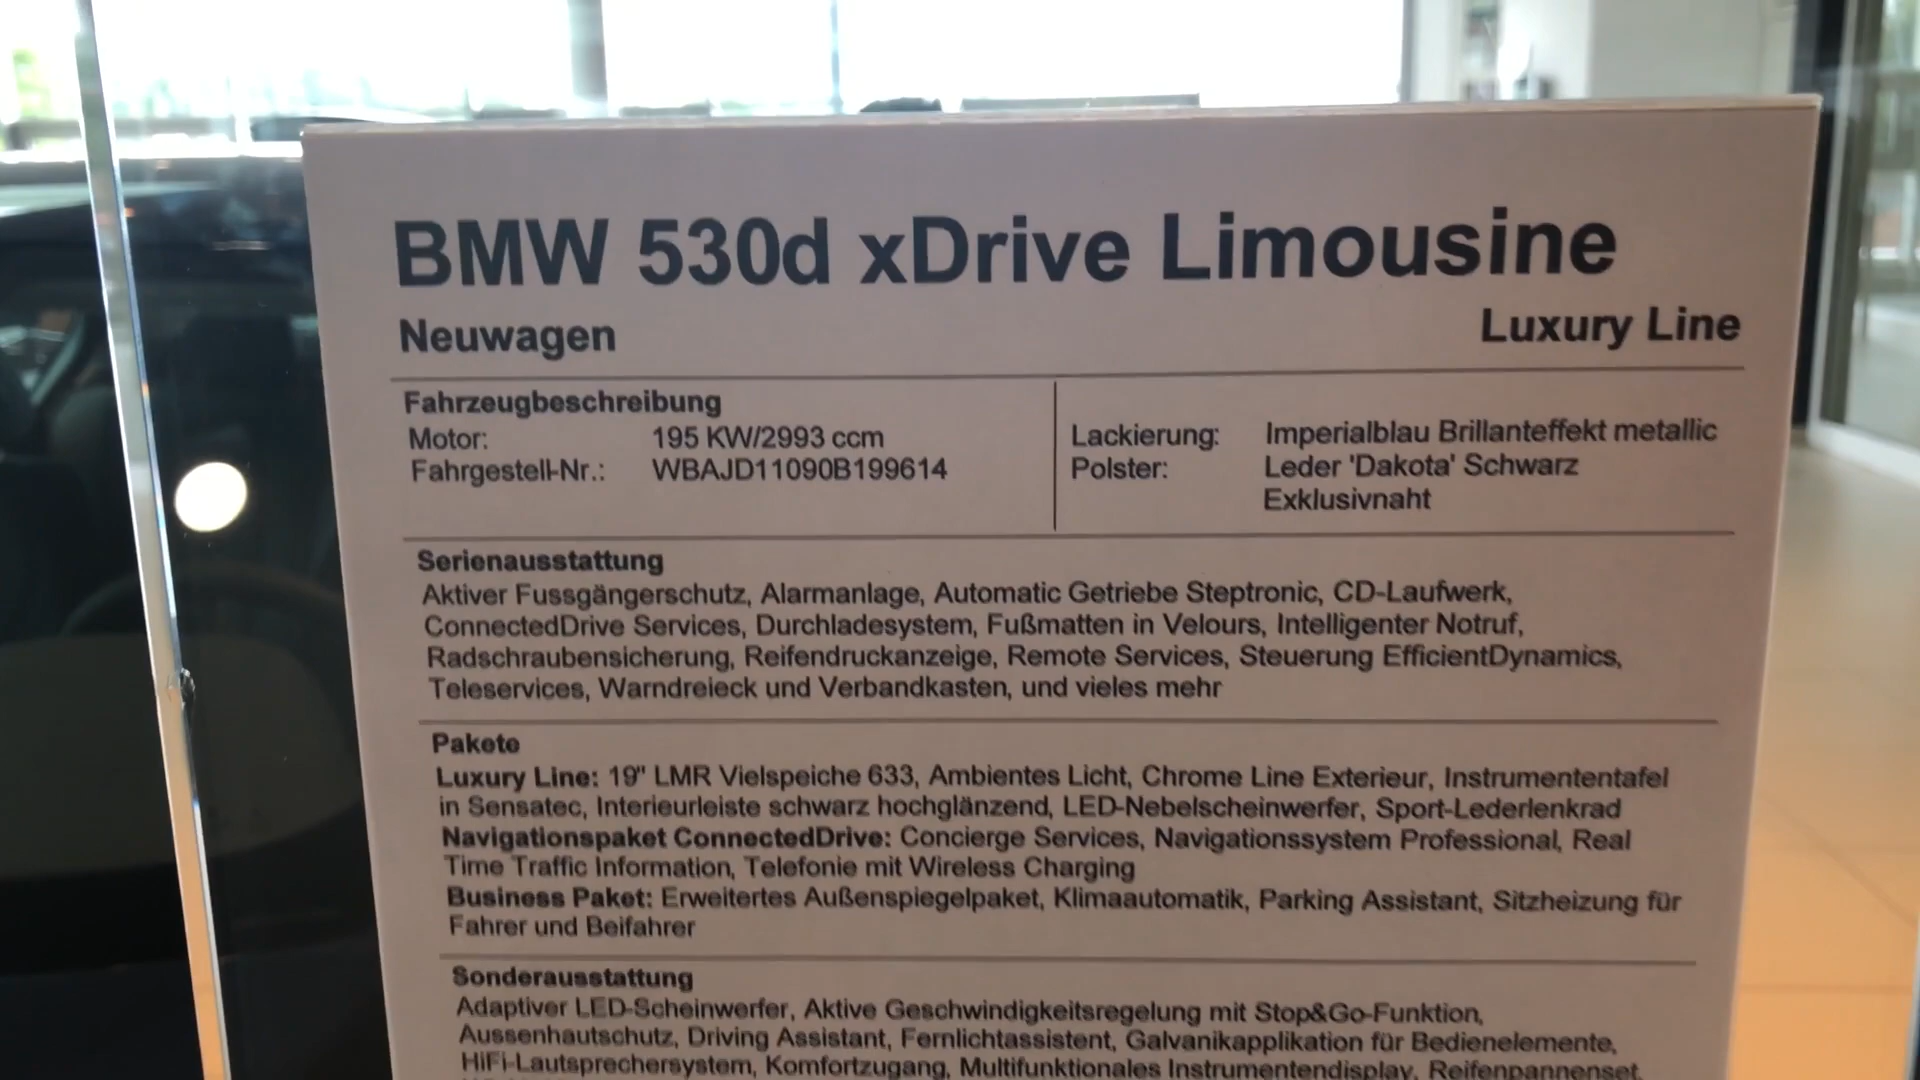 BMW 530d xDrive Limousine
Neuwagen
Luxury Line
Fahrzeugbeschreibung
Motor: 195 KW/2993 ccm
Fahrgestell-Nr.: WBAJD11090B199614
Lackierung: Imperialblau Brillanteffekt metallic
Polster: Leder 'Dakota' Schwarz
Exklusivnaht
Serienausstattung
Aktiver Fussgängerschutz, Alarmanlage, Automatic Getriebe Steptronic, CD-Laufwerk,
ConnectedDrive Services, Durchladesystem, Fußmatten in Velours, Intelligenter Notruf,
Radschraubensicherung, Reifendruckanzeige, Remote Services, Steuerung EfficientDynamics,
Teleservices, Warndreieck und Verbandkasten, und vieles mehr
Pakete
Luxury Line: 19" LMR Vielspeiche 633, Ambientes Licht, Chrome Line Exterieur, Instrumententafel
in Sensatec, Interieurleiste schwarz hochglänzend, LED-Nebelscheinwerfer, Sport-Lederlenkrad
Navigationspaket ConnectedDrive: Concierge Services, Navigationssystem Professional, Real
Time Traffic Information, Telefonie mit Wireless Charging
Business Paket: Erweitertes Außenspiegelpaket, Klimaautomatik, Parking Assistant, Sitzheizung für
Fahrer und Beifahrer
Sonderausstattung
Adaptiver LED-Scheinwerfer, Aktive Geschwindigkeitsregelung mit Stop&Go-Funktion,
Aussenhautschutz, Driving Assistant, Fernlichtassistent, Galvanikapplikation für Bedienelemente,
HiFi-Lautsprechersystem, Komfortzugang, Multifunktionales Instrumentendisplay, Reifenpannenset,